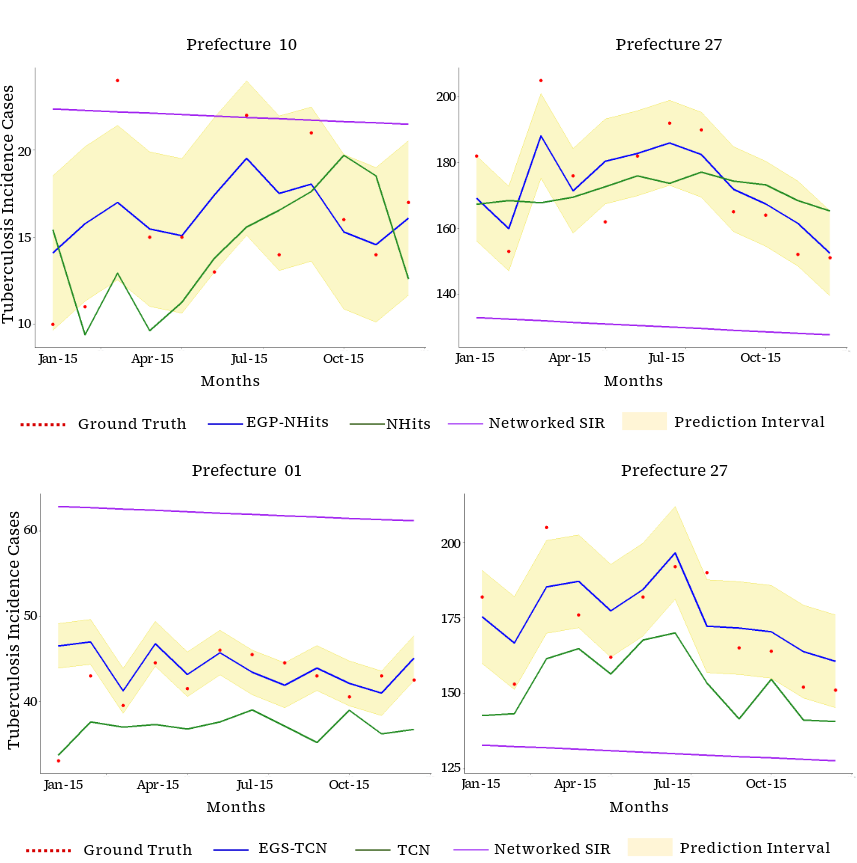 Prefecture 10
Prefecture 27
Tuberculosis Incidence Cases
20
15
10
Jan-15 Apr-15 Jul-15 Oct-15
Months
200
180
160
140
Jan-15 Apr-15 Jul-15 Oct-15
Months
Ground Truth EGP-NHits NHits Networked SIR Prediction Interval
Prefecture 01
Prefecture 27
Tuberculosis Incidence Cases
60
50
40
Jan-15 Apr-15 Jul-15 Oct-15
Months
200
175
150
125
Jan-15 Apr-15 Jul-15 Oct-15
Months
Ground Truth EGS-TCN TCN Networked SIR Prediction Interval